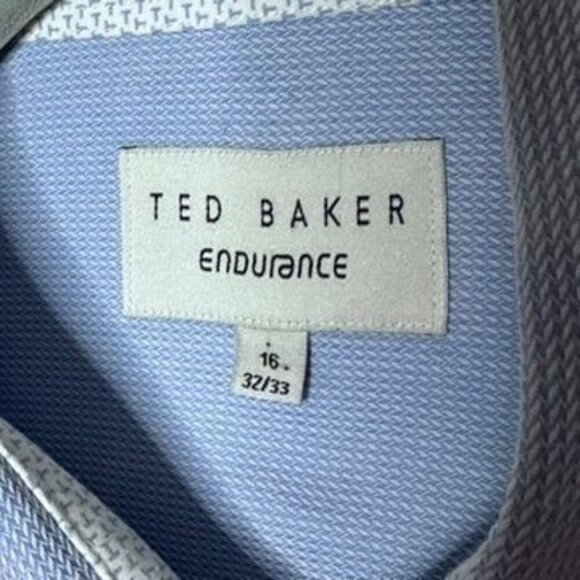 TED BAKER
ENDURANCE
16
32/33